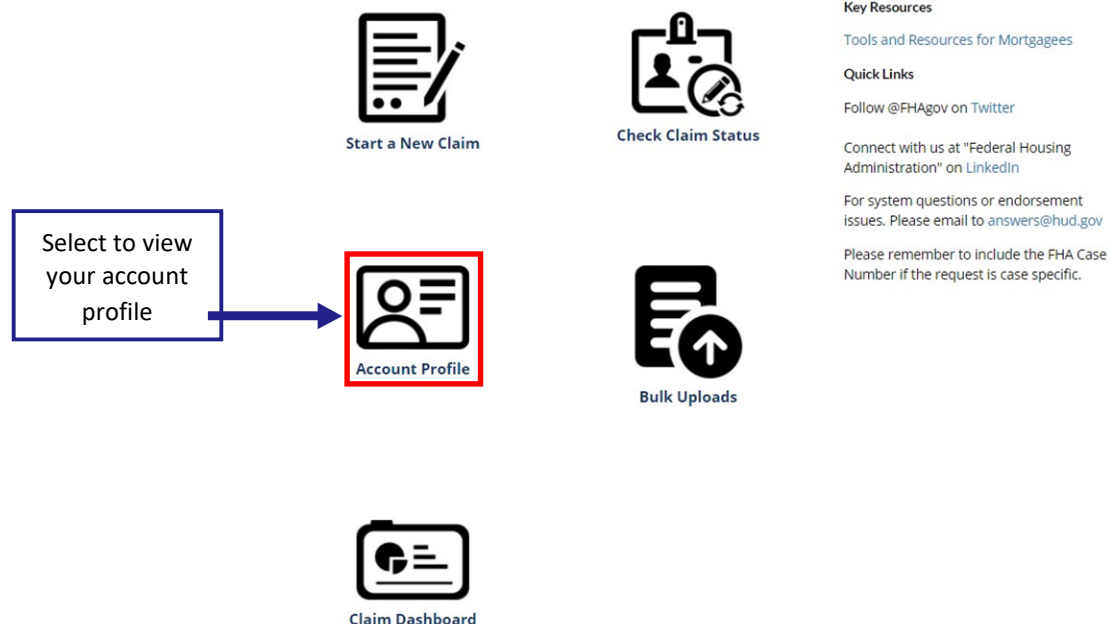 Start a New Claim
Check Claim Status
Select to view
your account
profile
Account Profile
Bulk Uploads
Claim Dashboard
Key Resources
Tools and Resources for Mortgagees
Quick Links
Follow @FHAgov on Twitter
Connect with us at "Federal Housing
Administration" on LinkedIn
For system questions or endorsement
issues. Please email to answers@hud.gov
Please remember to include the FHA Case
Number if the request is case specific.